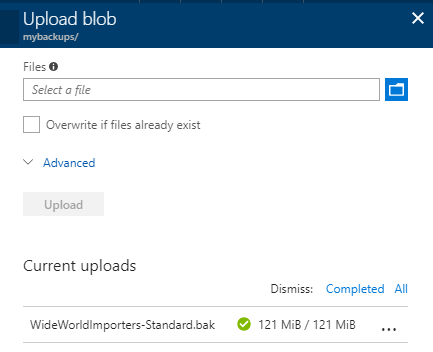 Upload blob
mybackups/
Files
Select a file
Overwrite if files already exist
Advanced
Upload
Current uploads
Dismiss: Completed All
WideWorldImporters-Standard.bak 121 MiB / 121 MiB ...